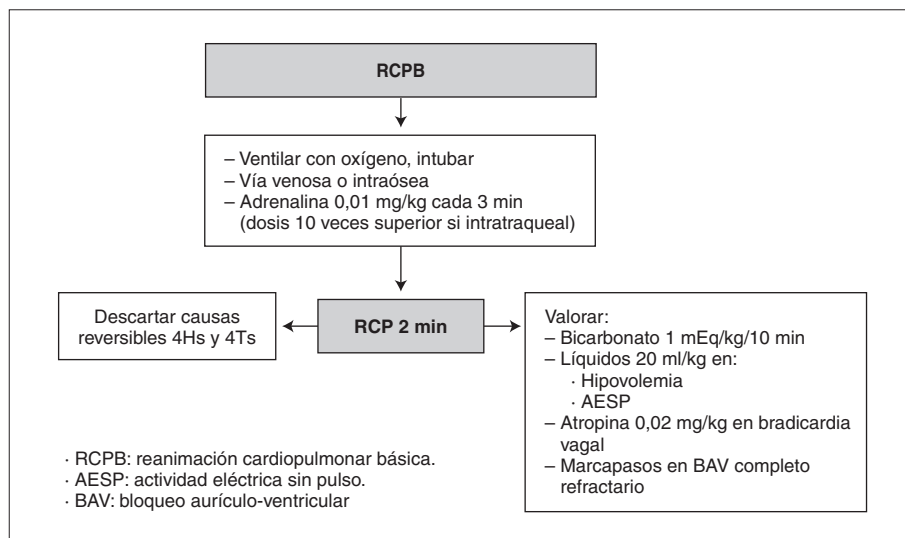 RCPB
– Ventilar con oxígeno, intubar
– Vía venosa o intraósea
– Adrenalina 0,01 mg/kg cada 3 min
(dosis 10 veces superior si intratraqueal)
Descartar causas
reversibles 4Hs y 4Ts
RCP 2 min
Valorar:
– Bicarbonato 1 mEq/kg/10 min
– Líquidos 20 ml/kg en:
· Hipovolemia
· AESP
– Atropina 0,02 mg/kg en bradicardia
vagal
– Marcapasos en BAV completo
refractario
· RCPB: reanimación cardiopulmonar básica.
· AESP: actividad eléctrica sin pulso.
· BAV: bloqueo aurículo-ventricular